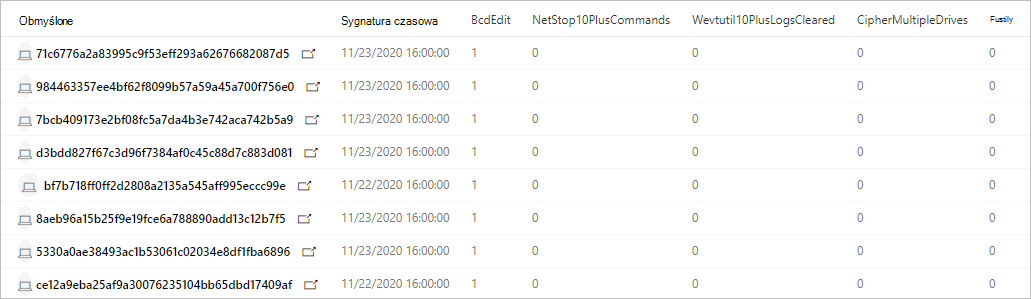 Obmyślone Sygnatura czasowa BcdEdit NetStop10PlusCommands Wevtutil10PlusLogsCleared CipherMultipleDrives Fustily
71c6776a2a83995c9f53eff293a62676682087d5 11/23/2020 16:00:00 1 0 0 0 0
984463357ee4bf62f8099b57a59a45a700f756e0 11/23/2020 16:00:00 1 0 0 0 0
7bcb409173e2bf08fc5a7da4b3e742aca742b5a9 11/23/2020 16:00:00 1 0 0 0 0
d3bdd827f67c3d96f7384af0c45c88d7c883d081 11/23/2020 16:00:00 1 0 0 0 0
bf7b718ff0ff2d2808a2135a545aff995eccc99e 11/22/2020 16:00:00 1 0 0 0 0
8aeb96a15b25f9e19fce6a788890add13c12b7f5 11/23/2020 16:00:00 1 0 0 0 0
5330a0ae38493ac1b53061c02034e8df1fba6896 11/23/2020 16:00:00 1 0 0 0 0
ce12a9eba25af9a30076235104bb65dbd17409af 11/22/2020 16:00:00 1 0 0 0 0